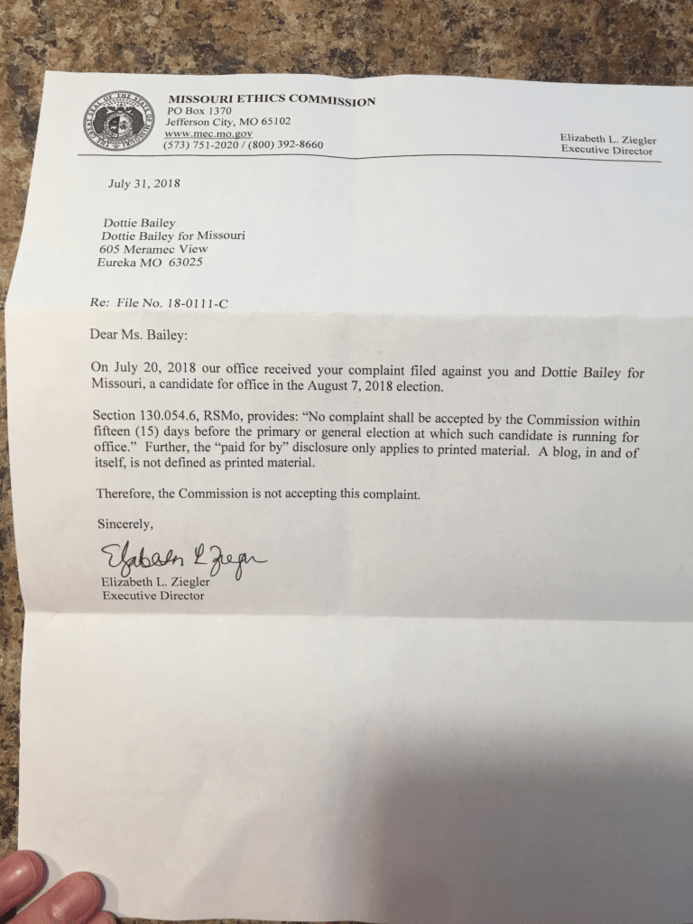 MISSOURI ETHICS COMMISSION
PO Box 1370
Jefferson City, MO 65102
www.mec.mo.gov
(573) 751-2020 / (800) 392-8660
Elizabeth L. Ziegler
Executive Director
July 31, 2018
Dottie Bailey
Dottie Bailey for Missouri
605 Meramec View
Eureka MO 63025
Re: File No. 18-0111-C
Dear Ms. Bailey:
On July 20, 2018 our office received your complaint filed against you and Dottie Bailey for
Missouri, a candidate for office in the August 7, 2018 election.
Section 130.054.6, RSMo, provides: “No complaint shall be accepted by the Commission within
fifteen (15) days before the primary or general election at which such candidate is running for
office.” Further, the “paid for by” disclosure only applies to printed material. A blog, in and of
itself, is not defined as printed material.
Therefore, the Commission is not accepting this complaint.
Sincerely,
Elizabeth L. Ziegler
Executive Director